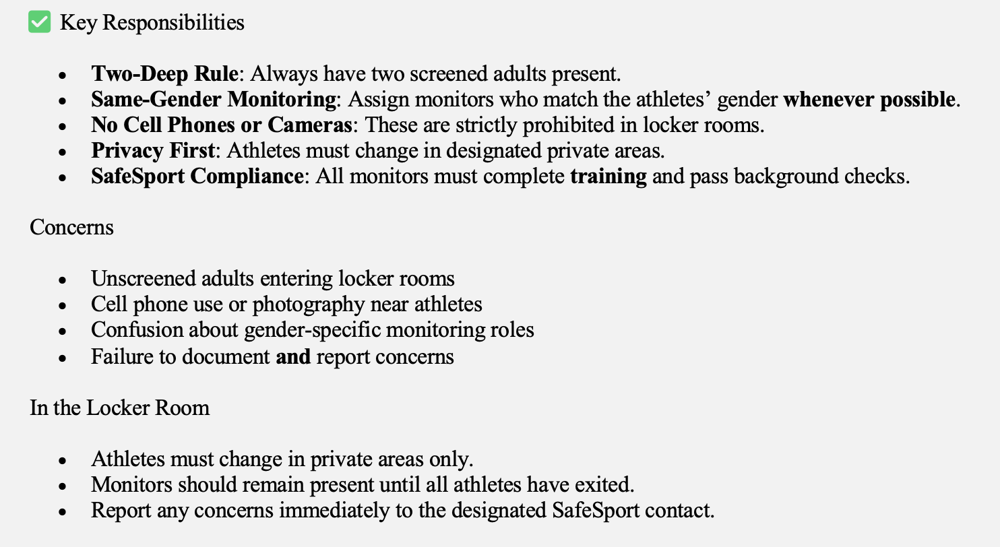 ✅ Key Responsibilities
• Two-Deep Rule: Always have two screened adults present.
• Same-Gender Monitoring: Assign monitors who match the athletes’ gender whenever possible.
• No Cell Phones or Cameras: These are strictly prohibited in locker rooms.
• Privacy First: Athletes must change in designated private areas.
• SafeSport Compliance: All monitors must complete training and pass background checks.
Concerns
• Unscreened adults entering locker rooms
• Cell phone use or photography near athletes
• Confusion about gender-specific monitoring roles
• Failure to document and report concerns
In the Locker Room
• Athletes must change in private areas only.
• Monitors should remain present until all athletes have exited.
• Report any concerns immediately to the designated SafeSport contact.